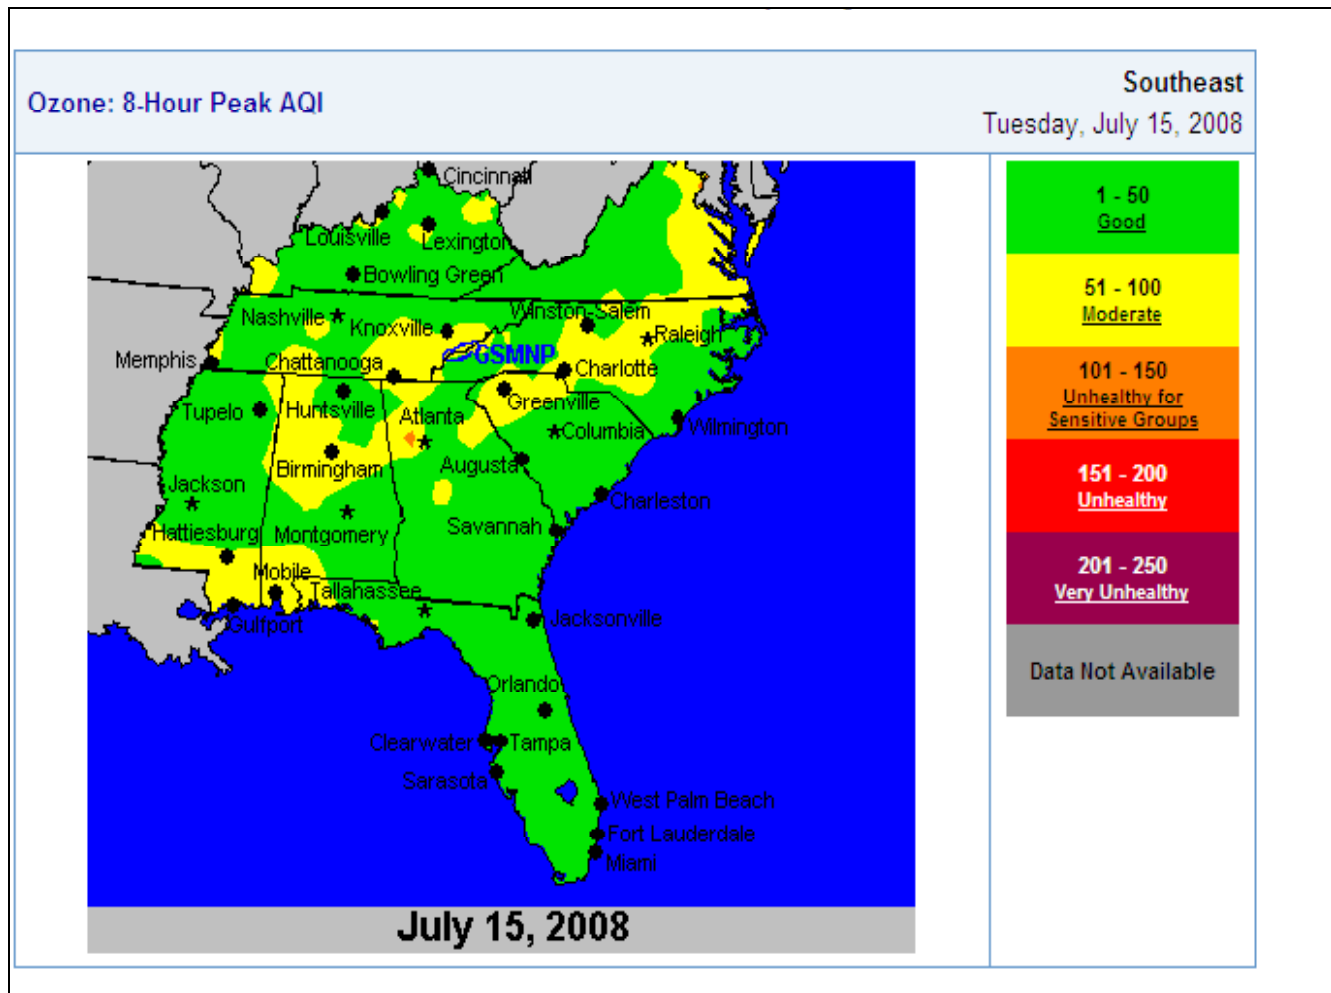 Ozone: 8-Hour Peak AQI
Southeast
Tuesday, July 15, 2008
Cincinnati
Louisville
Lexington
Bowling Green
Nashville
Knoxville
Winston-Salem
Raleigh
Memphis
Chattanooga
GSMNP
Charlotte
Tupelo
Huntsville
Atlanta
Greenville
Columbia
Wilmington
Birmingham
Augusta
Jackson
Charleston
Hattiesburg
Montgomery
Savannah
Mobile
Tallahassee
Gulfport
Jacksonville
Orlando
Clearwater
Tampa
Sarasota
West Palm Beach
Fort Lauderdale
Miami
July 15, 2008
1 - 50
Good
51 - 100
Moderate
101 - 150
Unhealthy for
Sensitive Groups
151 - 200
Unhealthy
201 - 250
Very Unhealthy
Data Not Available